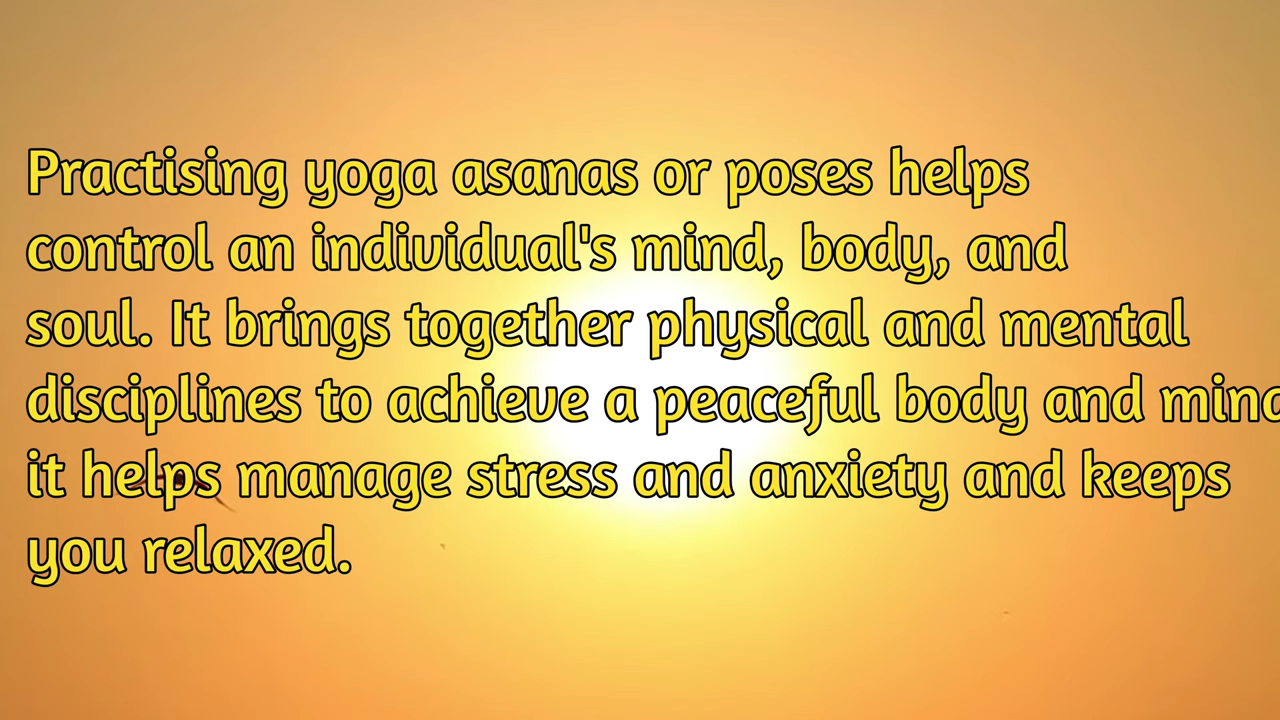 Practising yoga asanas or poses helps
control an individual's mind, body, and
soul. It brings together physical and mental
disciplines to achieve a peaceful body and mind
it helps manage stress and anxiety and keeps
you relaxed.